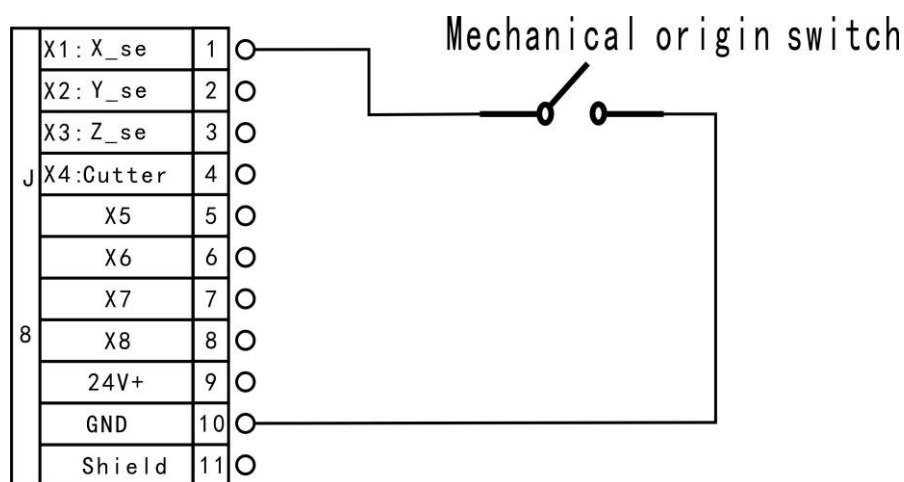 Mechanical origin switch
J8
X1: X_se 1
X2: Y_se 2
X3: Z_se 3
X4:Cutter 4
X5 5
X6 6
X7 7
X8 8
24V+ 9
GND 10
Shield 11